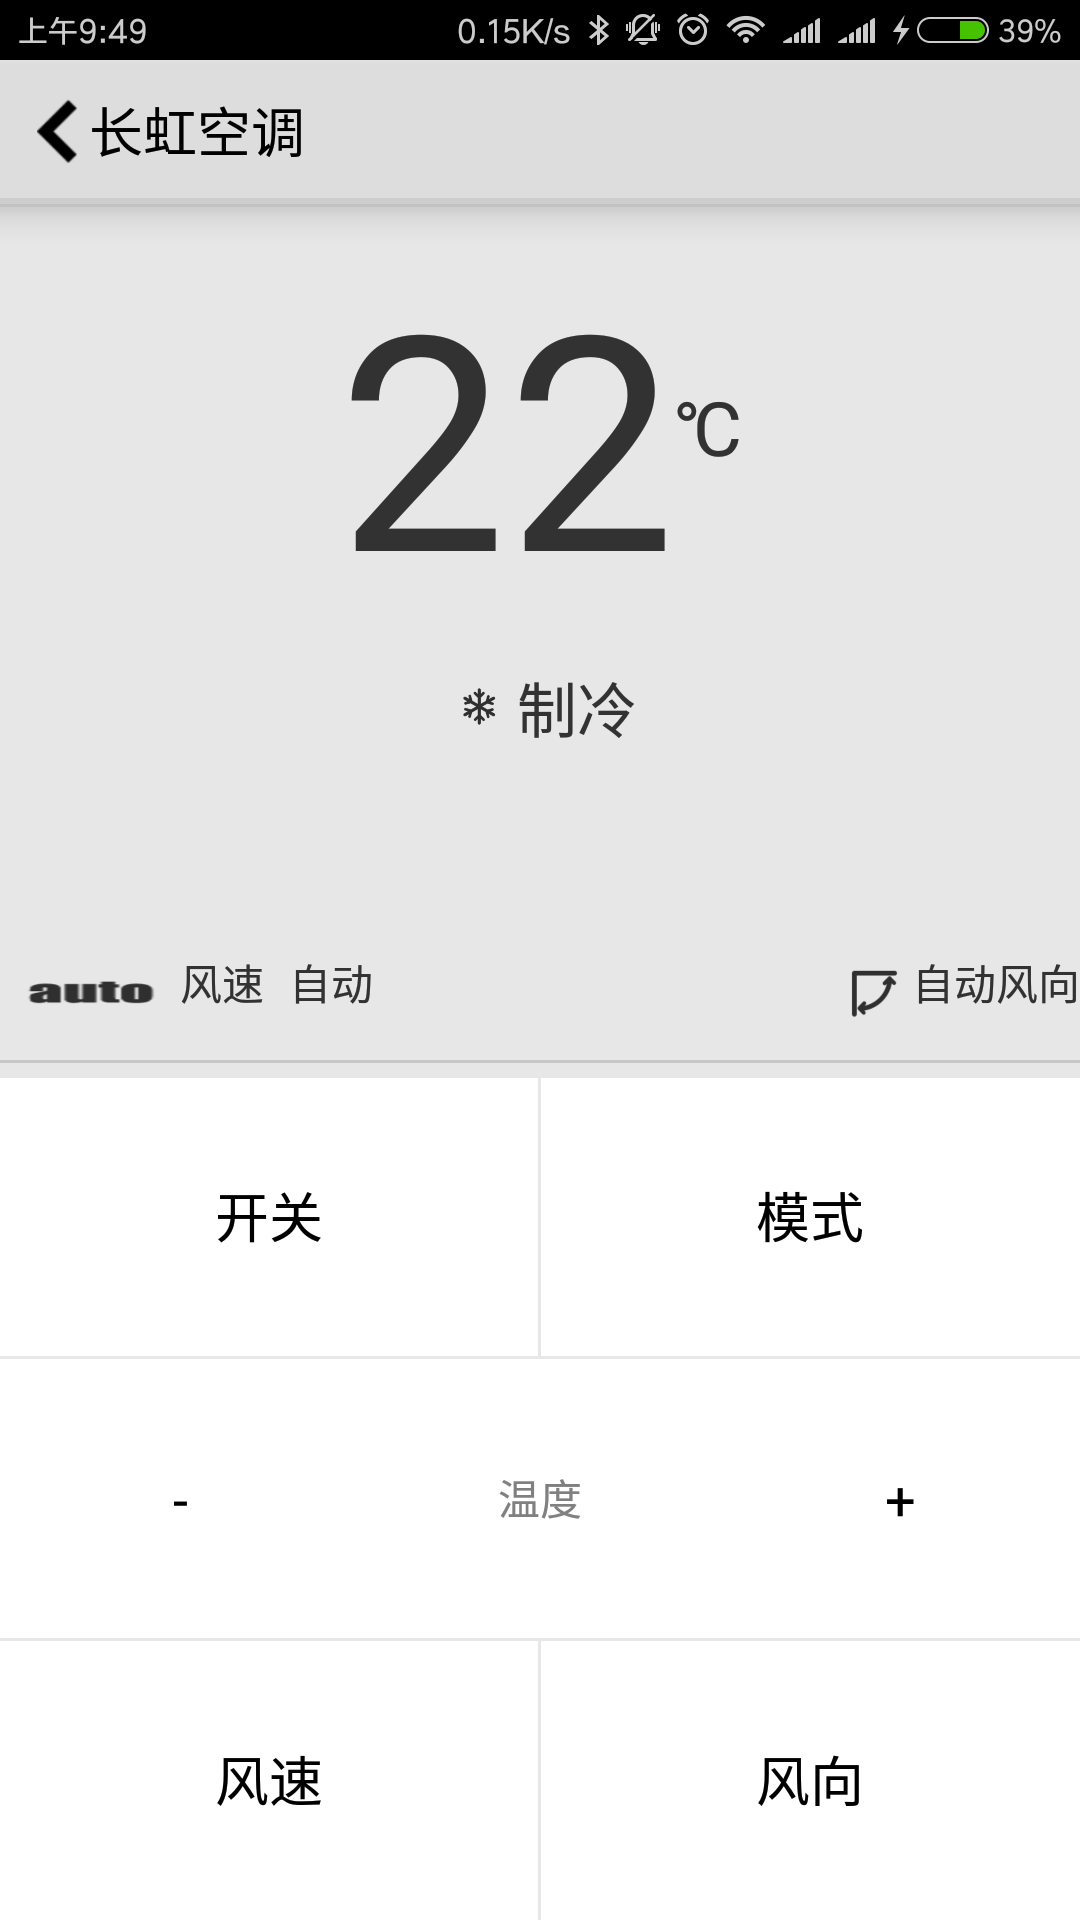 上午9:49 0.15K/s 39%
长虹空调
22℃
制冷
auto 风速 自动 自动风向
开关 模式
- 温度 +
风速 风向